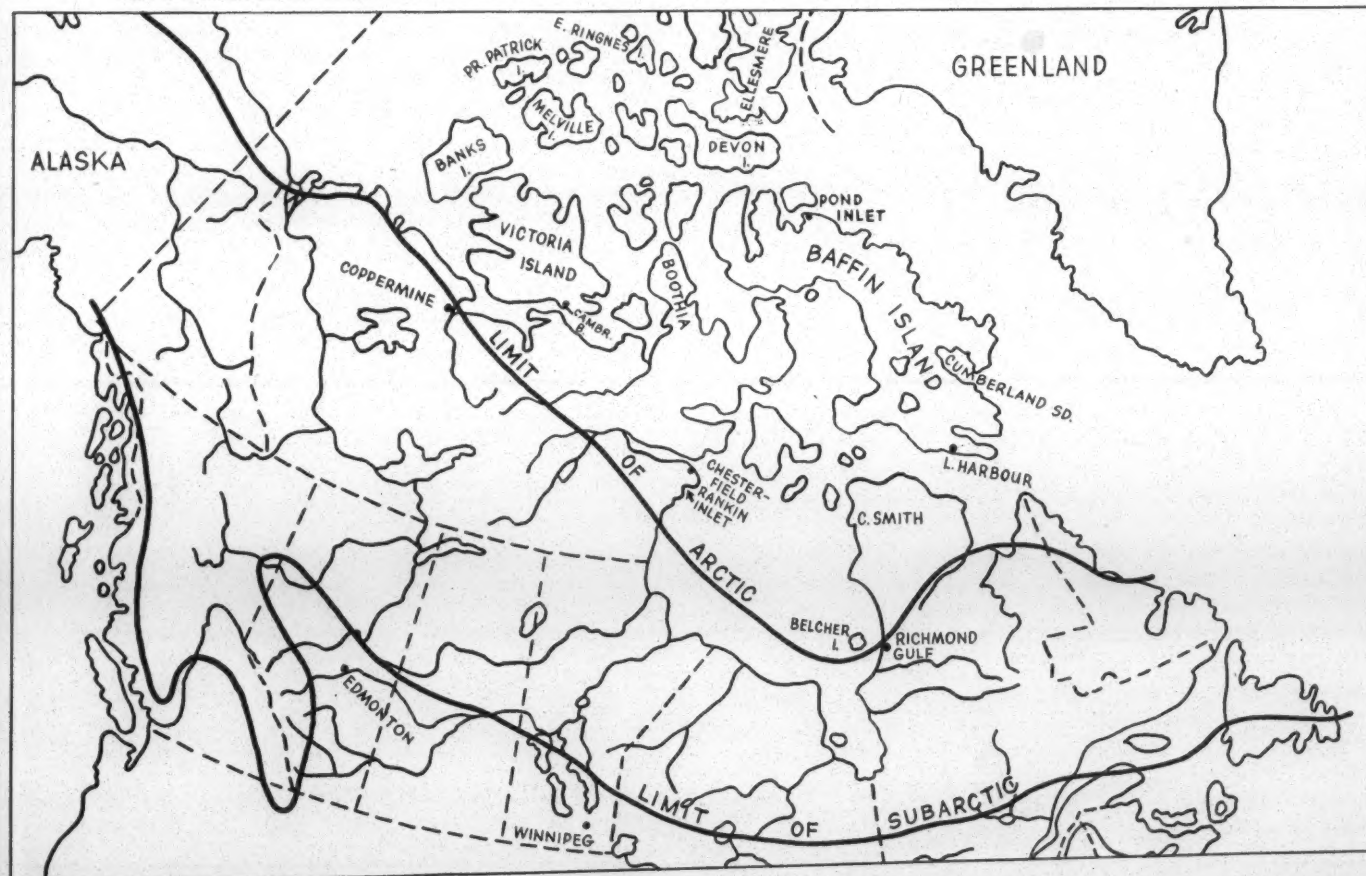 E. RINGNES
I.
PR. PATRICK
I.
ELLESMERE
GREENLAND
MELVILLE
I.
ALASKA
BANKS
I.
DEVON
I.
POND
INLET
VICTORIA
ISLAND
BAFFIN ISLAND
BOOTHIA
COPPERMINE
CAMBR.
B.
CUMBERLAND SD.
LIMIT OF ARCTIC
L. HARBOUR
CHESTER-
FIELD
RANKIN
INLET
C. SMITH
BELCHER
I.
RICHMOND
GULF
EDMONTON
LIMIT OF SUBARCTIC
WINNIPEG